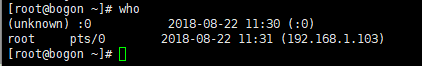 [root@bogon ~]# who
(unknown) :0           2018-08-22 11:30 (:0)
root     pts/0        2018-08-22 11:31 (192.168.1.103)
[root@bogon ~]#